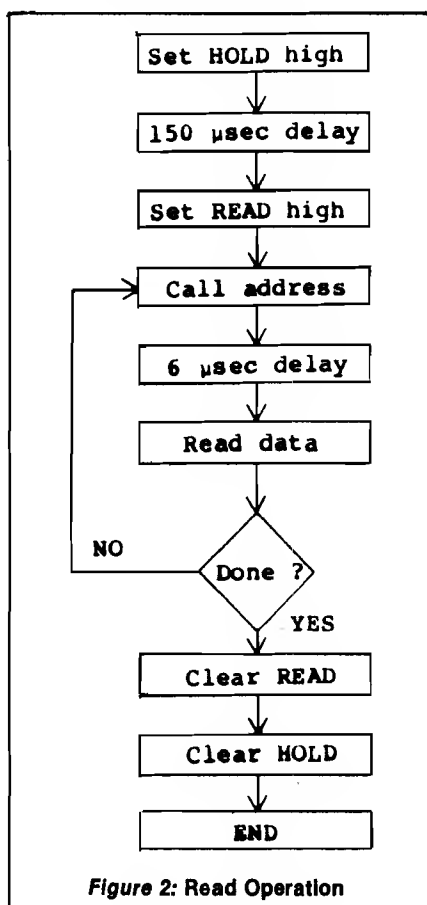 Set HOLD high
150 µsec delay
Set READ high
Call address
6 µsec delay
Read data
NO
Done ?
YES
Clear READ
Clear HOLD
END
Figure 2: Read Operation